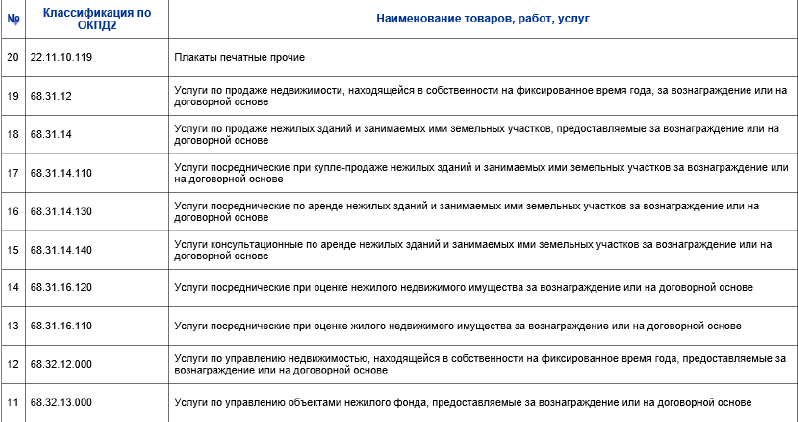 №
Классификация по
ОКПД2
Наименование товаров, работ, услуг
20
22.11.10.119
Плакаты печатные прочие
19
68.31.12
Услуги по продаже недвижимости, находящейся в собственности на фиксированное время года, за вознаграждение или на
договорной основе
18
68.31.14
Услуги по продаже нежилых зданий и занимаемых ими земельных участков, предоставляемые за вознаграждение или на
договорной основе
17
68.31.14.110
Услуги посреднические при купле-продаже нежилых зданий и занимаемых ими земельных участков за вознаграждение или
на договорной основе
16
68.31.14.130
Услуги посреднические по аренде нежилых зданий и занимаемых ими земельных участков за вознаграждение или на
договорной основе
15
68.31.14.140
Услуги консультационные по аренде нежилых зданий и занимаемых ими земельных участков за вознаграждение или на
договорной основе
14
68.31.16.120
Услуги посреднические при оценке нежилого недвижимого имущества за вознаграждение или на договорной основе
13
68.31.16.110
Услуги посреднические при оценке жилого недвижимого имущества за вознаграждение или на договорной основе
12
68.32.12.000
Услуги по управлению недвижимостью, находящейся в собственности на фиксированное время года, предоставляемые за
вознаграждение или на договорной основе
11
68.32.13.000
Услуги по управлению объектами нежилого фонда, предоставляемые за вознаграждение или на договорной основе